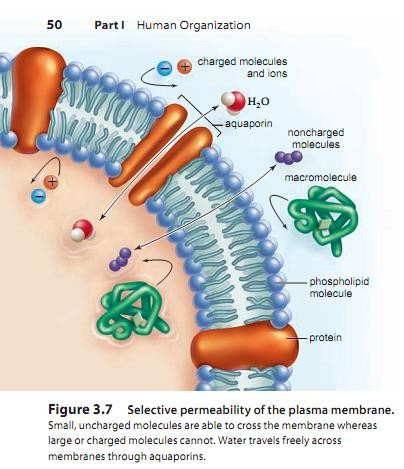 50 Part I Human Organization
charged molecules
and ions
H₂O
aquaporin
noncharged
molecules
macromolecule
phospholipid
molecule
protein
Figure 3.7 Selective permeability of the plasma membrane.
Small, uncharged molecules are able to cross the membrane whereas
large or charged molecules cannot. Water travels freely across
membranes through aquaporins.